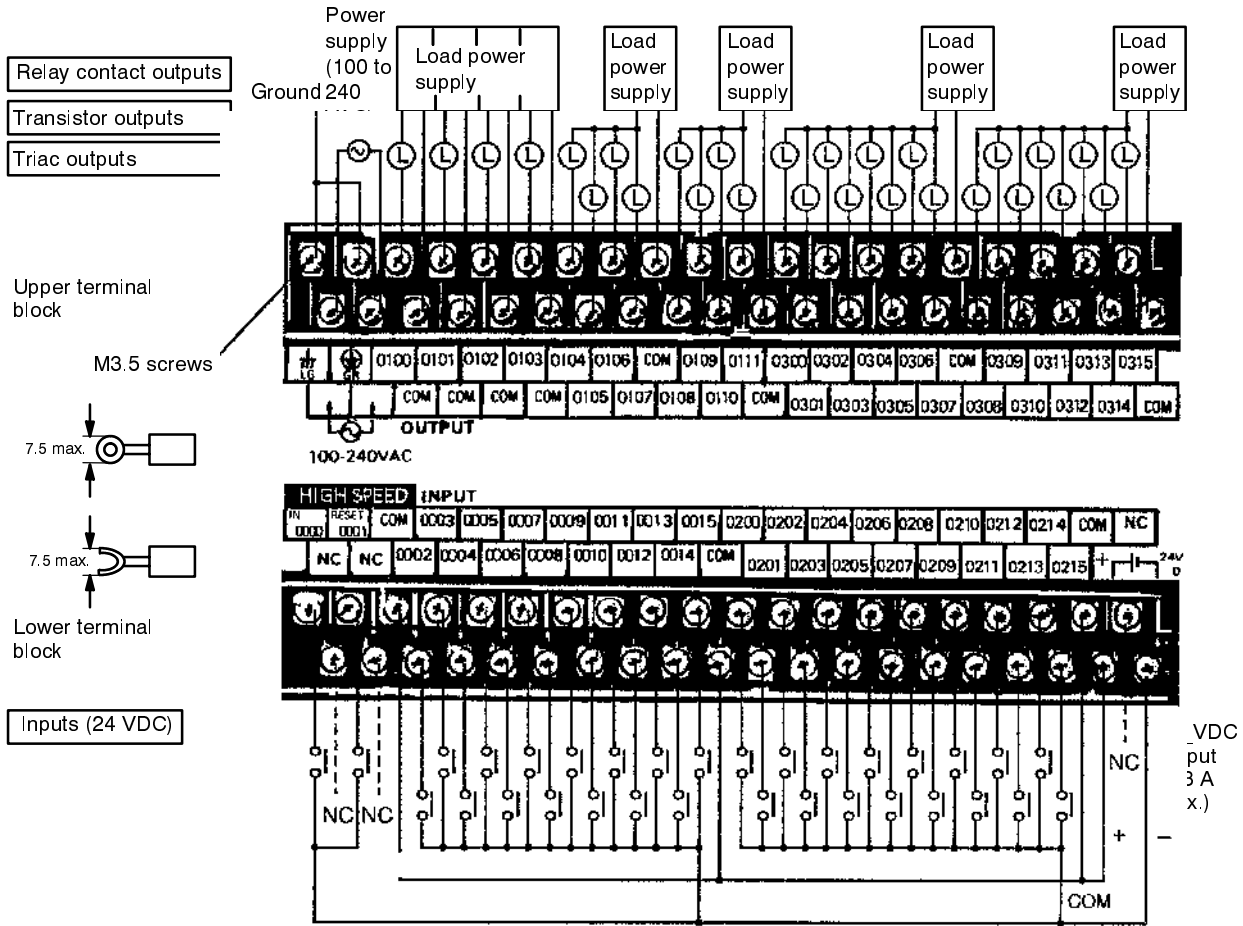 Power
supply
(100 to
240
Load power
supply
Load
power
supply
Load
power
supply
Load
power
supply
Load
power
supply
Relay contact outputs
Ground
Transistor outputs
Triac outputs
L L L L L L L L L L L L L L L L
L L L L L L L L L L L L
Upper terminal
block
M3.5 screws
LG GR 0100 0101 0102 0103 0104 0106 COM 0109 0111 0300 0302 0304 0306 COM 0309 0311 0313 0315
COM COM COM COM 0105 0107 0108 0110 COM 0301 0303 0305 0307 0308 0310 0312 0314 COM
OUTPUT
100-240VAC
7.5 max.
HIGH SPEED INPUT
IN 0000 RESET 0001 COM 0003 0005 0007 0009 0011 0013 0015 0200 0202 0204 0206 0208 0210 0212 0214 COM NC
NC NC 0002 0004 0006 0008 0010 0012 0014 COM 0201 0203 0205 0207 0209 0211 0213 0215 + 24V
D
7.5 max.
Lower terminal
block
Inputs (24 VDC)
VDC
put
A
x.)
NC
NC NC
+ −
COM